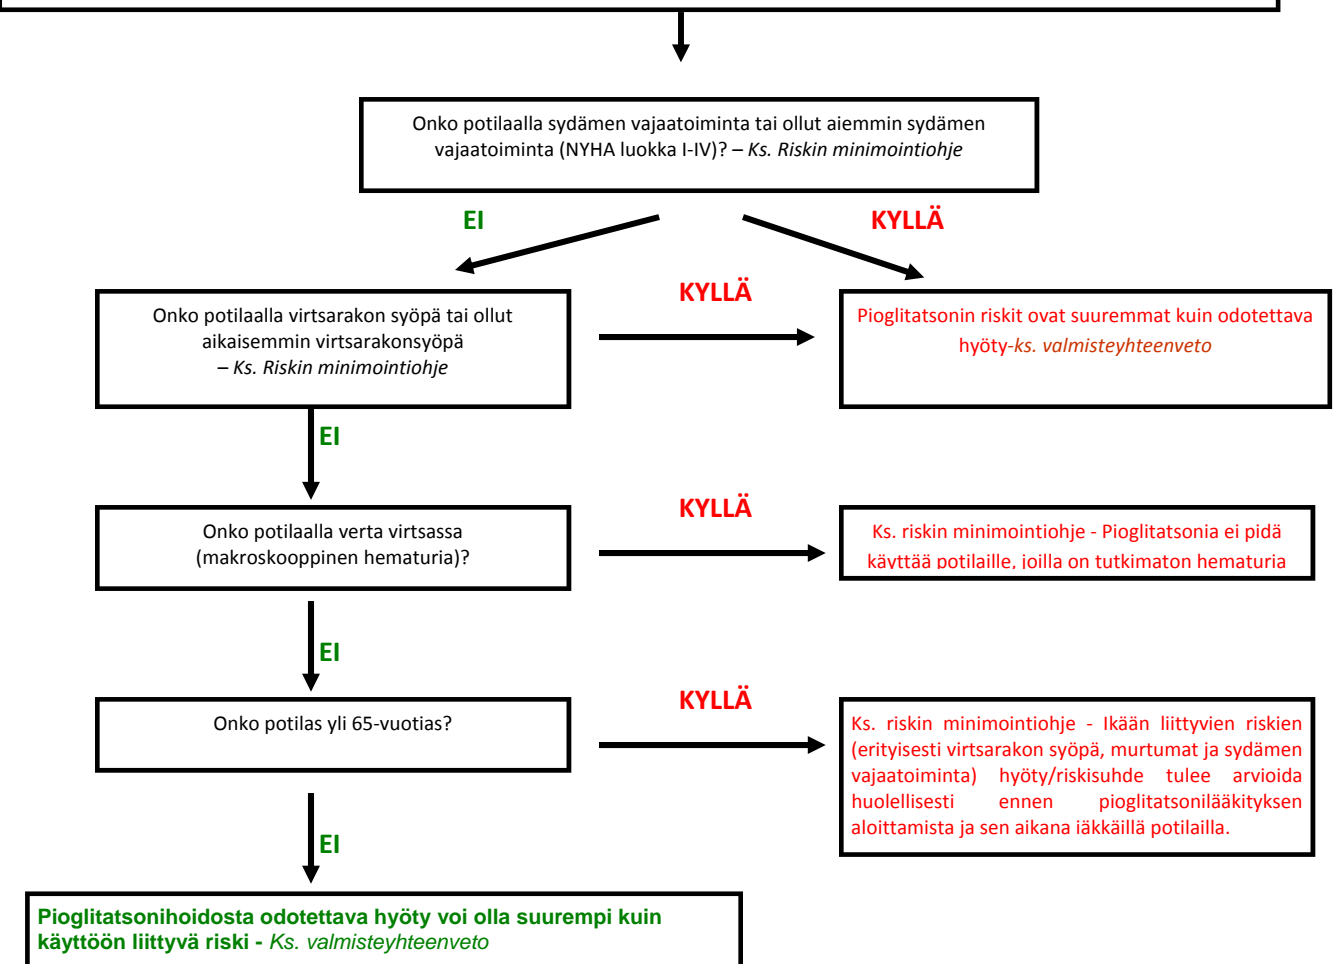 Onko potilaalla sydämen vajaatoiminta tai ollut aiemmin sydämen
vajaatoiminta (NYHA luokka I-IV)? – Ks. Riskin minimointiohje
EI
KYLLÄ
Onko potilaalla virtsarakon syöpä tai ollut
aikaisemmin virtsarakonsyöpä
– Ks. Riskin minimointiohje
KYLLÄ
Pioglitatsonin riskit ovat suuremmat kuin odotettava
hyöty-ks. valmisteyhteenveto
EI
Onko potilaalla verta virtsassa
(makroskooppinen hematuria)?
KYLLÄ
Ks. riskin minimointiohje - Pioglitatsonia ei pidä
käyttää potilaille, joilla on tutkimaton hematuria
EI
Onko potilas yli 65-vuotias?
KYLLÄ
Ks. riskin minimointiohje - Ikään liittyvien riskien
(erityisesti virtsarakon syöpä, murtumat ja sydämen
vajaatoiminta) hyöty/riskisuhde tulee arvioida
huolellisesti ennen pioglitatsonilääkityksen
aloittamista ja sen aikana iäkkäillä potilailla.
EI
Pioglitatsonihoidosta odotettava hyöty voi olla suurempi kuin
käyttöön liittyvä riski - Ks. valmisteyhteenveto